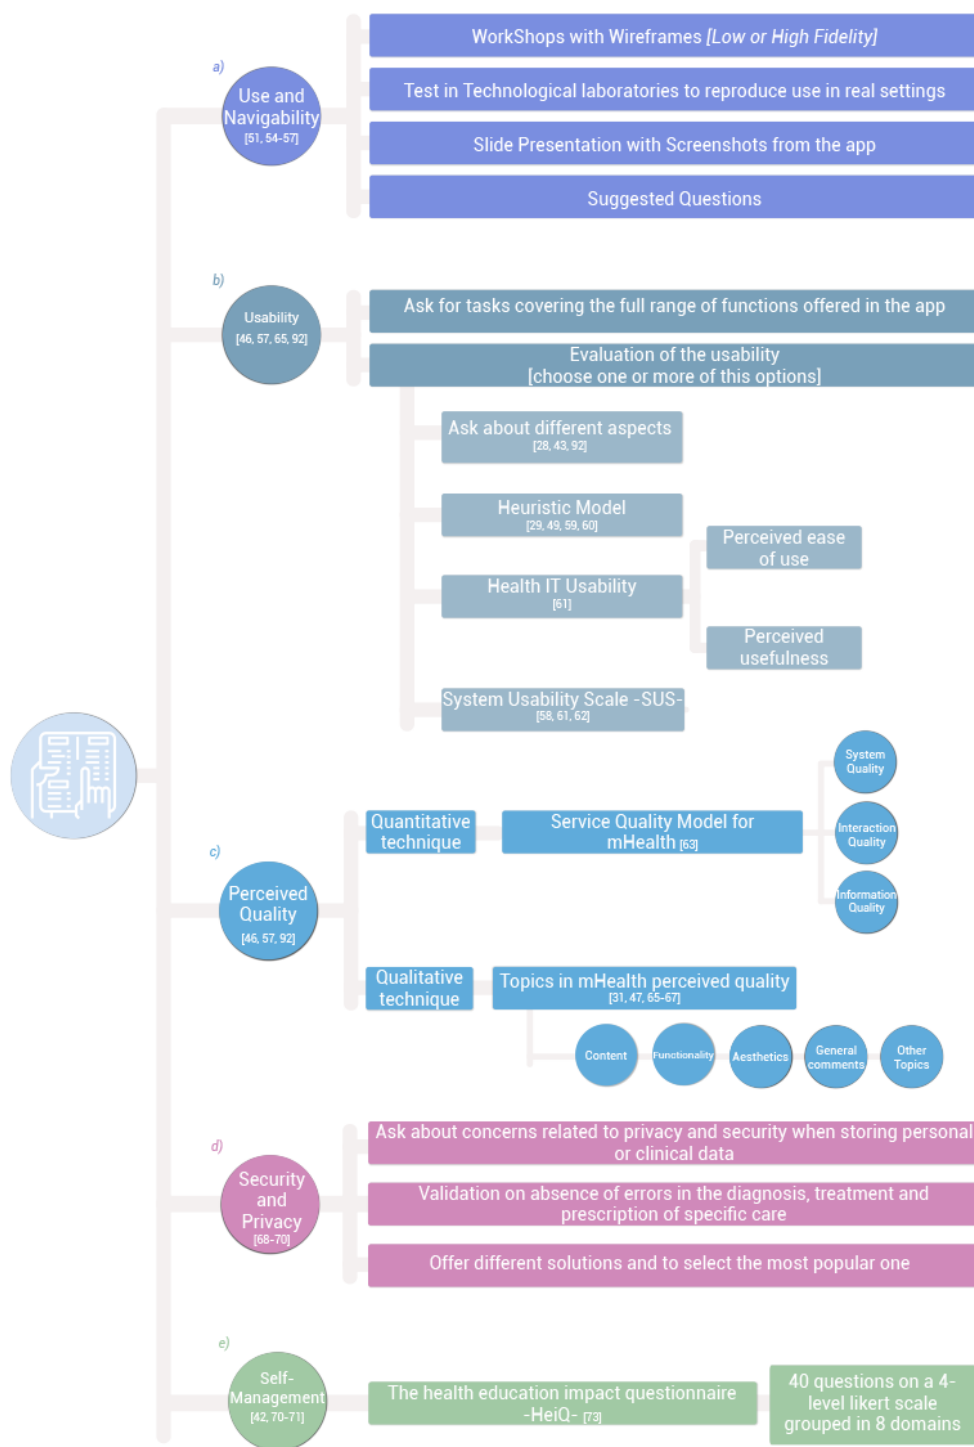 a)
Use and
Navigability
[51, 54-57]
WorkShops with Wireframes [Low or High Fidelity]
Test in Technological laboratories to reproduce use in real settings
Slide Presentation with Screenshots from the app
Suggested Questions
b)
Usability
[46, 57, 65, 92]
Ask for tasks covering the full range of functions offered in the app
Evaluation of the usability
[choose one or more of this options]
Ask about different aspects
[28, 43, 92]
Heuristic Model
[29, 49, 59, 60]
Health IT Usability
[61]
Perceived ease
of use
Perceived
usefulness
System Usability Scale -SUS-
[58, 61, 62]
c)
Perceived
Quality
[46, 57, 92]
Quantitative
technique
Service Quality Model for
mHealth [63]
System
Quality
Interaction
Quality
Information
Quality
Qualitative
technique
Topics in mHealth perceived quality
[31, 47, 65-67]
Content
Functionality
Aesthetics
General
comments
Other
Topics
d)
Security
and
Privacy
[68-70]
Ask about concerns related to privacy and security when storing personal
or clinical data
Validation on absence of errors in the diagnosis, treatment and
prescription of specific care
Offer different solutions and to select the most popular one
e)
Self-
Management
[42, 70-71]
The health education impact questionnaire
-HeiQ- [73]
40 questions on a 4-
level likert scale
grouped in 8 domains